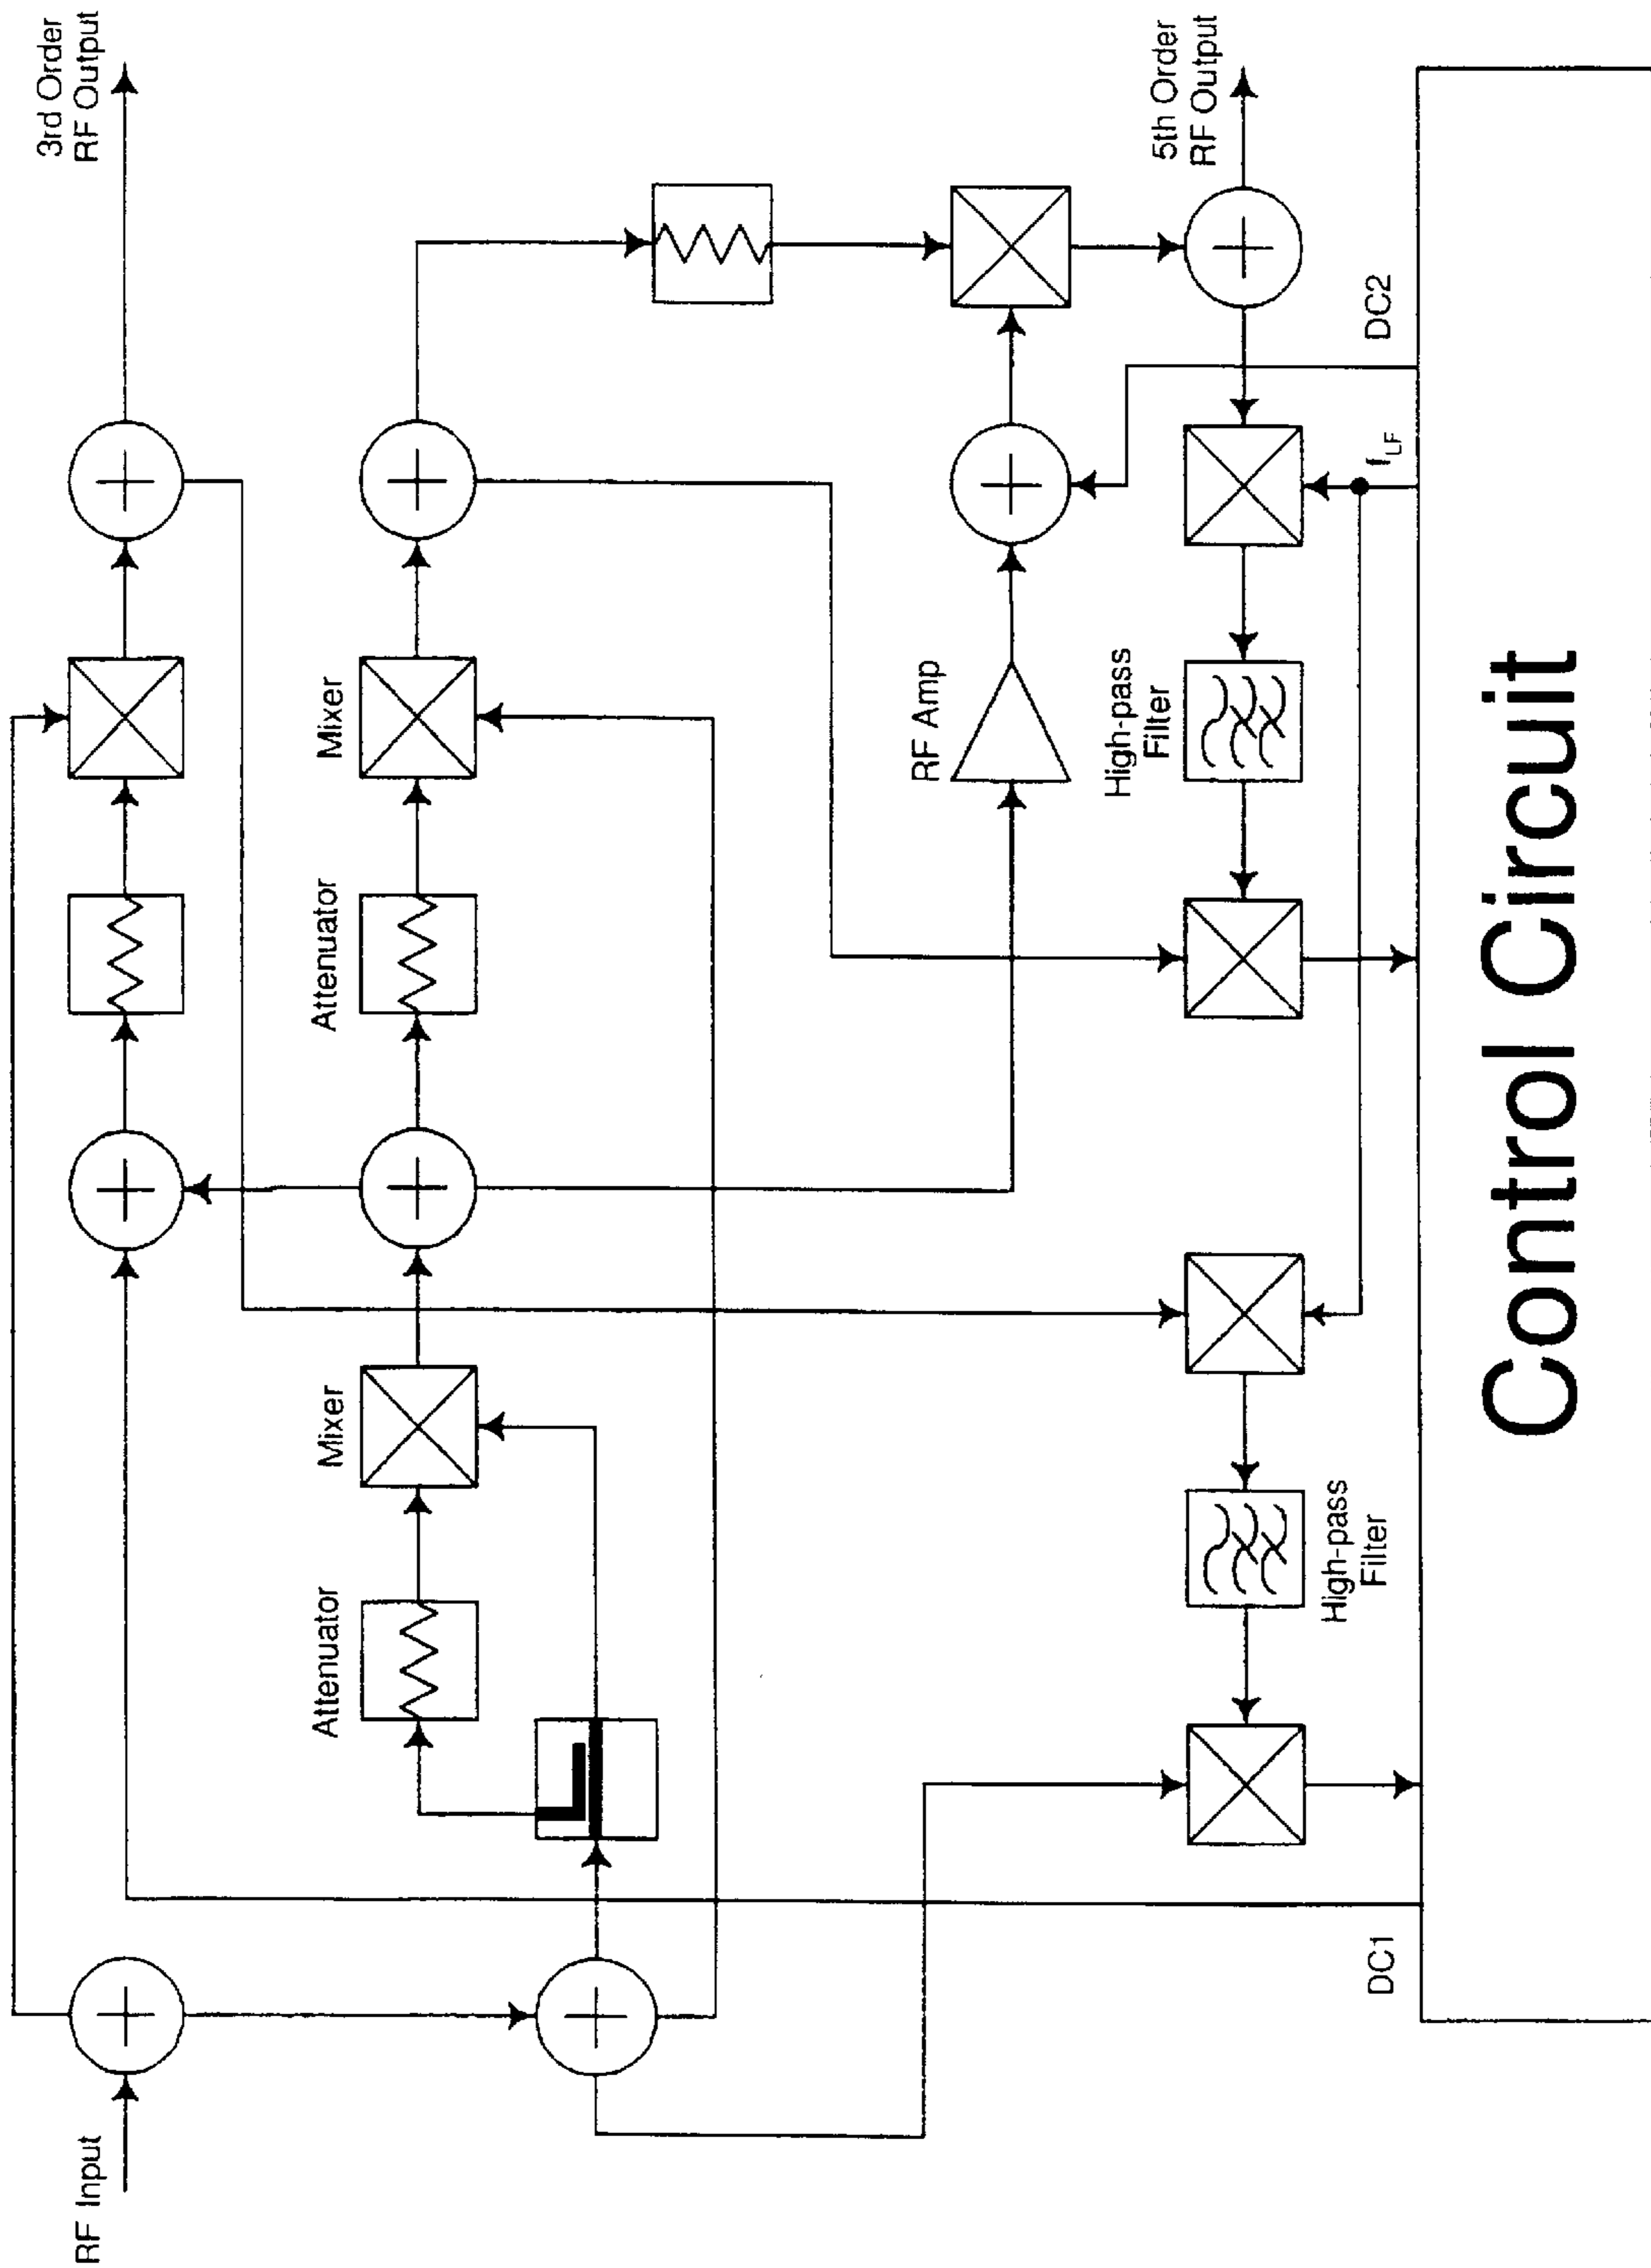 3rd Order
RF Output
RF Input
Attenuator
Mixer
Attenuator
Mixer
RF Amp
5th Order
RF Output
High-pass
Filter
High-pass
Filter
DC1
f_LF
DC2
Control Circuit